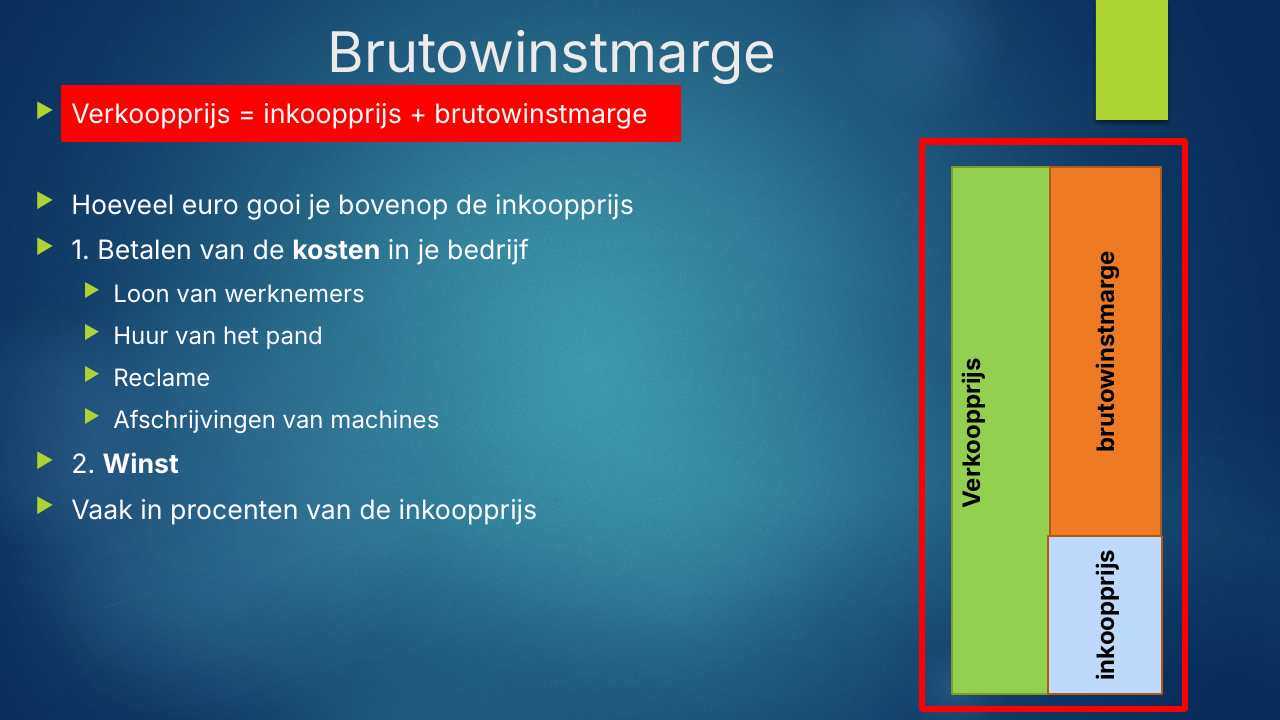 Brutowinstmarge
Verkoopprijs = inkoopprijs + brutowinstmarge
Hoeveel euro gooi je bovenop de inkoopprijs
1. Betalen van de kosten in je bedrijf
Loon van werknemers
Huur van het pand
Reclame
Afschrijvingen van machines
2. Winst
Vaak in procenten van de inkoopprijs
Verkoopprijs
brutowinstmarge
inkoopprijs